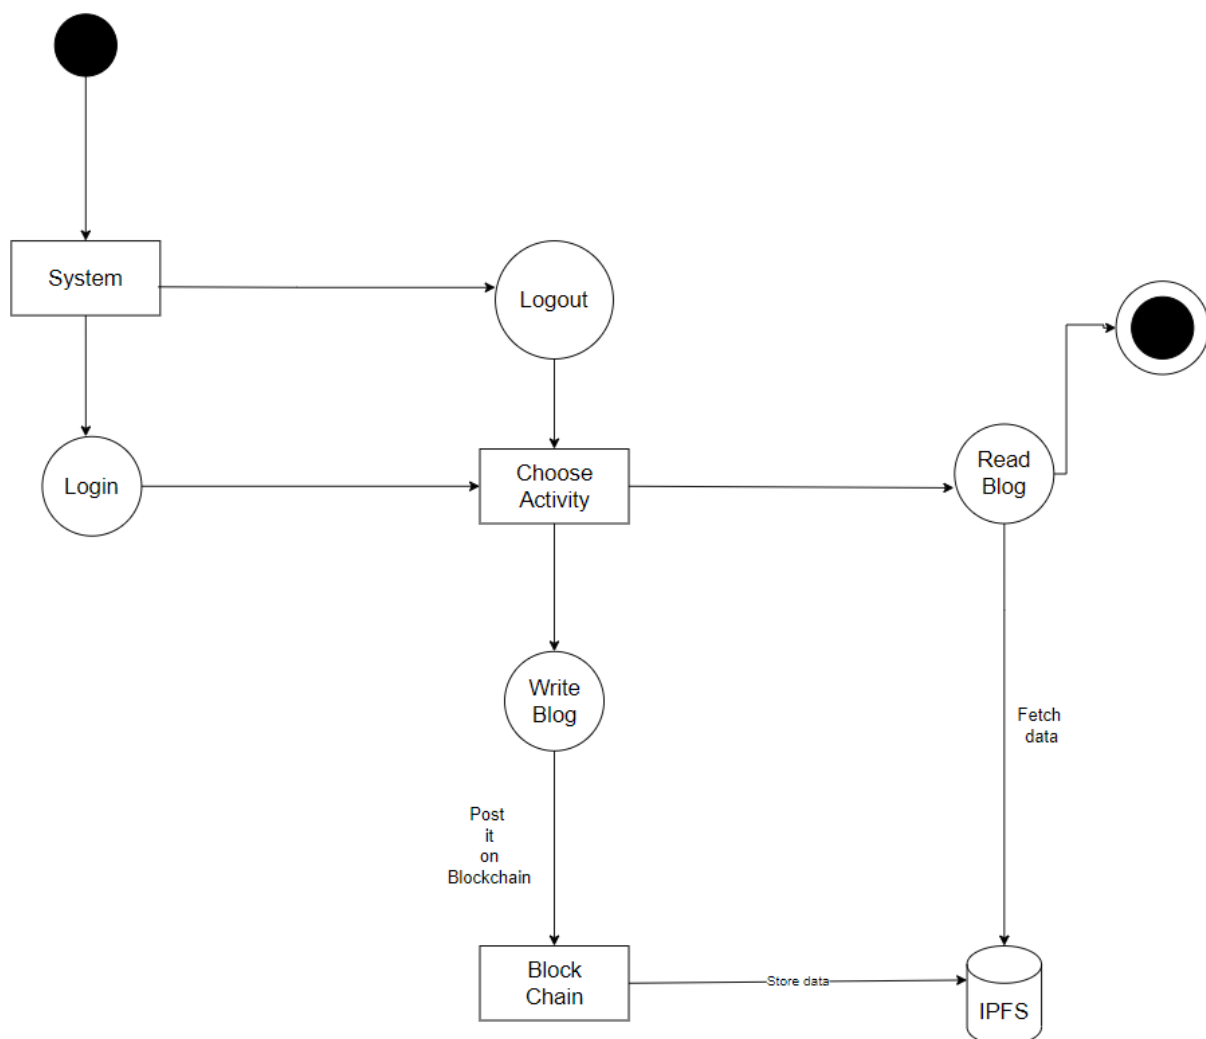 System
Logout
Login
Choose
Activity
Read
Blog
Write
Blog
Fetch
data
Post
it
on
Blockchain
Block
Chain
Store data
IPFS